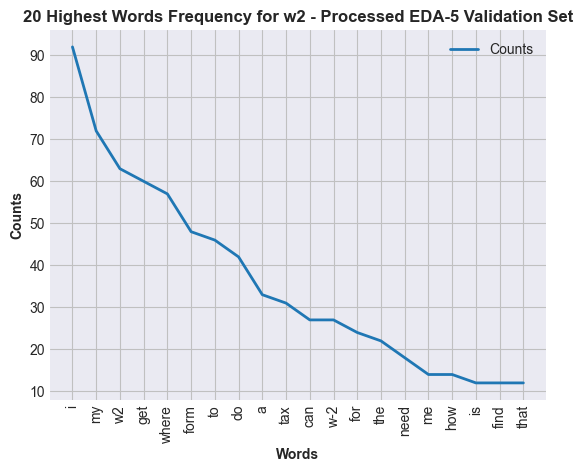 20 Highest Words Frequency for w2 - Processed EDA-5 Validation Set
Counts
90
80
70
60
50
40
30
20
10
Counts
i
my
w2
get
where
form
to
do
a
tax
can
w-2
for
the
need
me
how
is
find
that
Words